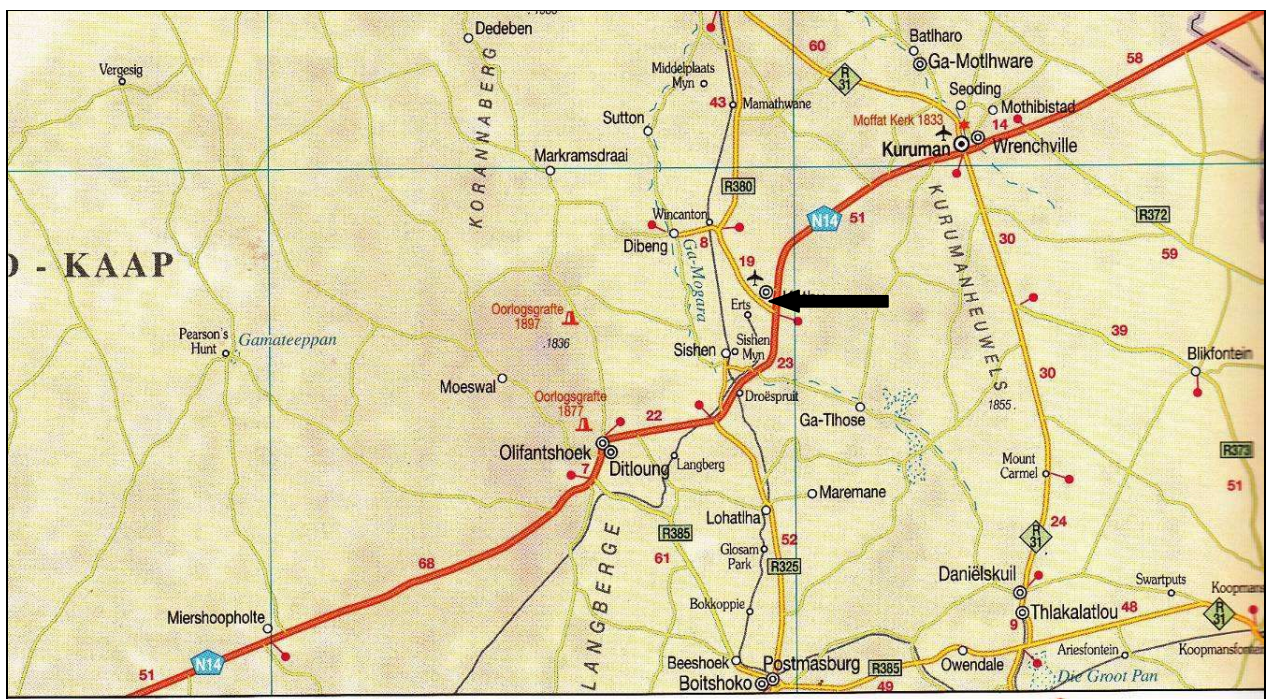 Dedeben
60
Batlharo
Ga-Motlhware
58
Vergesig
Middelplaats
Myn
R
31
Seoding
43
Mamathwane
Mothibistad
Sutton
Moffat Kerk 1833
14
Kuruman
Wrenchville
KORANNABERG
Markramsdraai
R380
Wincanton
N14
51
R372
KURUMANHEUWELS
30
Dibeng
8
59
O - KAAP
Ga-Mogara
19
Oorlogsgrafte
1897
Erts
.1836
Pearson's
Hunt
Gamateeppan
39
Sishen
Sishen
Myn
23
Blikfontein
Moeswal
30
Droëspruit
1855 .
Oorlogsgrafte
1877
22
Ga-Tlhose
Olifantshoek
Ditloung
Langberg
7
R373
Mount
Carmel
51
Maremane
Lohatlha
24
R385
R
31
52
Glosam
Park
61
68
R325
LANGBERGE
Daniëlskuil
Swartputs
Koopmans
Bokkoppie
Thlakalatlou
48
R
31
Miershoopholte
9
Koopmansfontein
N14
Beeshoek
Postmasburg
R385
Owendale
Ariesfontein
51
Boitshoko
49
Die Groot Pan